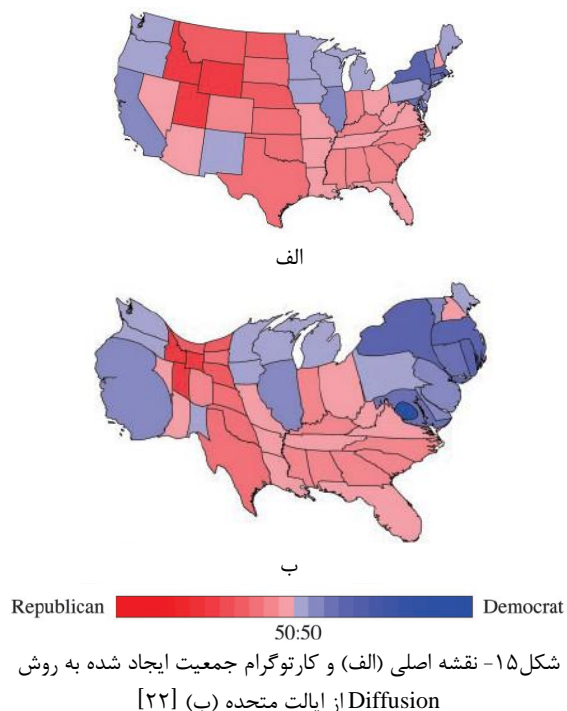 الف
ب
Republican Democrat
50:50
شکل۱۵- نقشه اصلی (الف) و کارتوگرام جمعیت ایجاد شده به روش
Diffusion از ایالت متحده (ب) [۲۲]